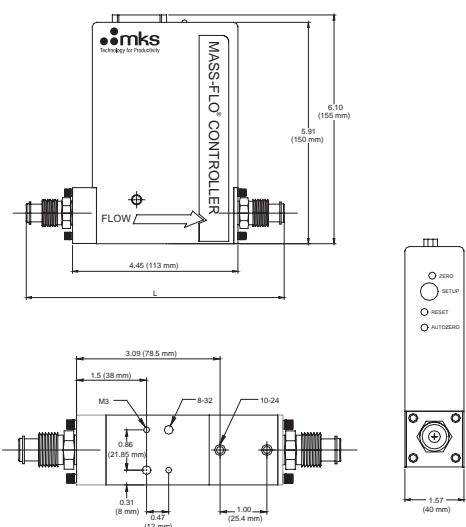 mks
Technology for Productivity
MASS-FLO® CONTROLLER
FLOW
6.10
(155 mm)
5.91
(150 mm)
4.45 (113 mm)
L
ZERO
SETUP
RESET
AUTOZERO
1.57
(40 mm)
3.09 (78.5 mm)
1.5 (38 mm)
M3
8-32
10-24
0.86
(21.85 mm)
0.31
(8 mm)
0.47
(12 mm)
1.00
(25.4 mm)